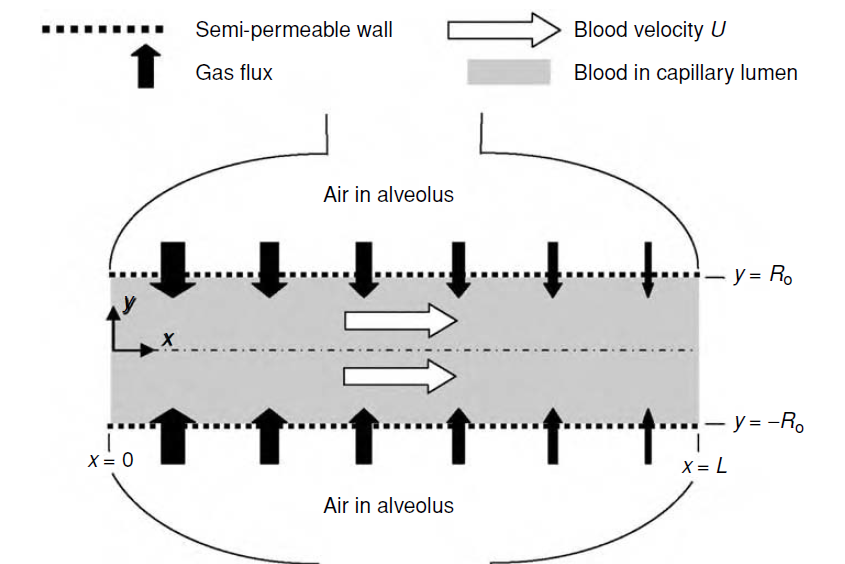 Semi-permeable wall
Blood velocity U
Gas flux
Blood in capillary lumen
Air in alveolus
y = Ro
y
x
y = −Ro
x = 0
x = L
Air in alveolus